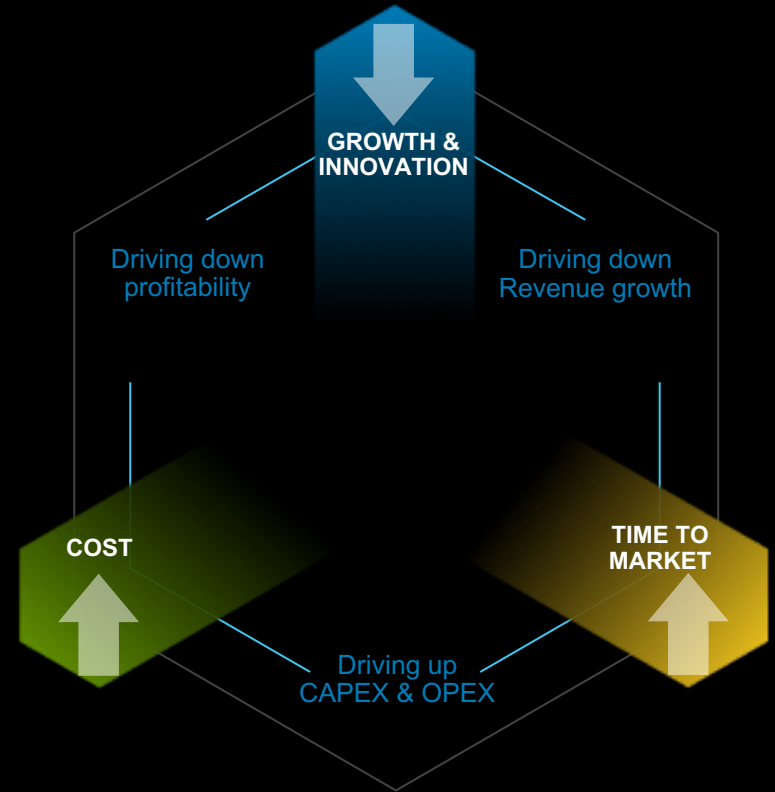 GROWTH &
INNOVATION
Driving down
profitability
Driving down
Revenue growth
COST
TIME TO
MARKET
Driving up
CAPEX & OPEX